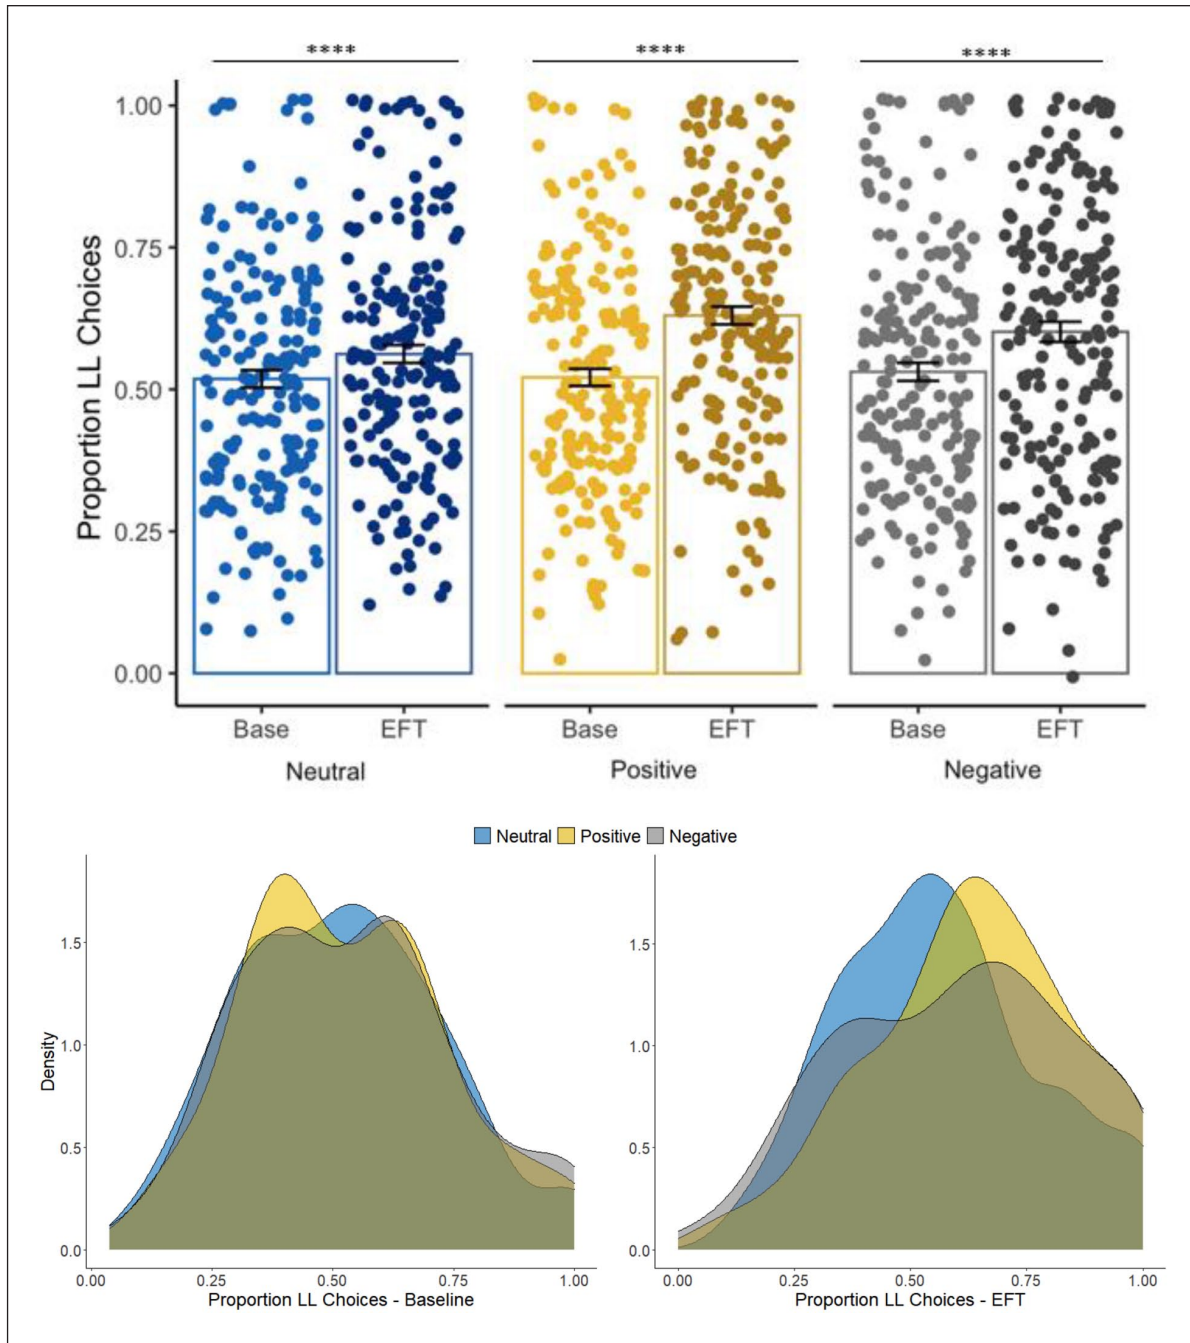 **** **** ****
Proportion LL Choices
1.00
0.75
0.50
0.25
0.00
Base EFT Base EFT Base EFT
Neutral Positive Negative
Neutral Positive Negative
Density
1.5
1.0
0.5
0.0
0.00 0.25 0.50 0.75 1.00
Proportion LL Choices - Baseline
1.5
1.0
0.5
0.0
0.00 0.25 0.50 0.75 1.00
Proportion LL Choices - EFT